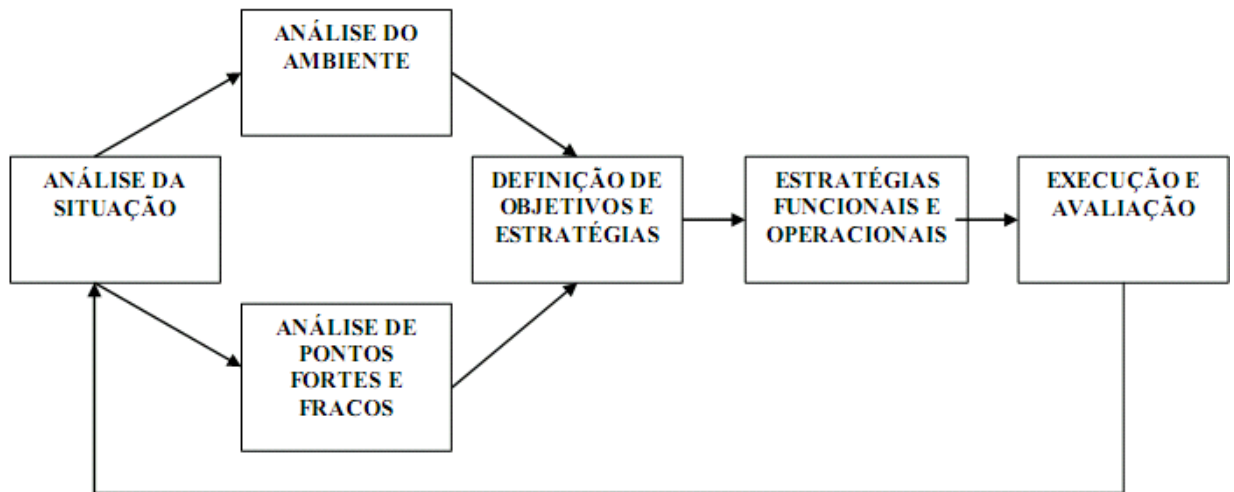 ANÁLISE DO
AMBIENTE
ANÁLISE DA
SITUAÇÃO
DEFINIÇÃO DE
OBJETIVOS E
ESTRATÉGIAS
ESTRATÉGIAS
FUNCIONAIS E
OPERACIONAIS
EXECUÇÃO E
AVALIAÇÃO
ANÁLISE DE
PONTOS
FORTES E
FRACOS